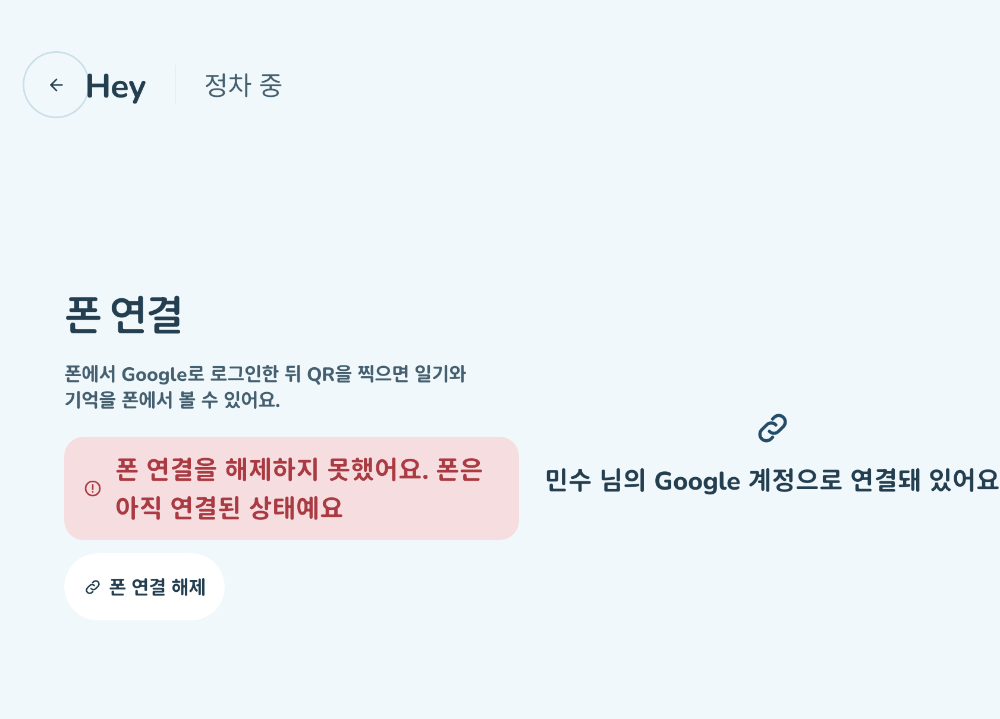 Hey
정차 중
폰 연결
폰에서 Google로 로그인한 뒤 QR을 찍으면 일기와
기억을 폰에서 볼 수 있어요.
폰 연결을 해제하지 못했어요. 폰은
아직 연결된 상태예요
폰 연결 해제
민수 님의 Google 계정으로 연결돼 있어요